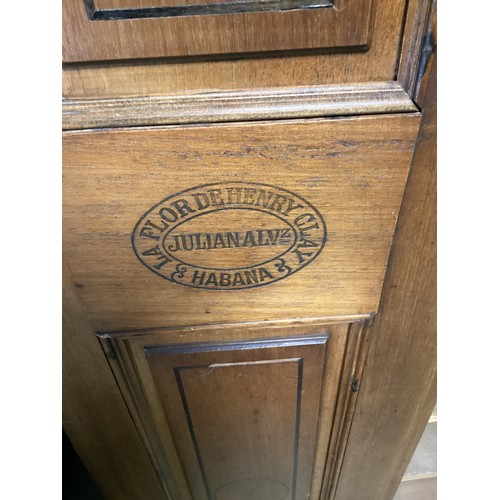 LA FLOR DE HENRY CLAY
JULIAN ALVZ
HABANA